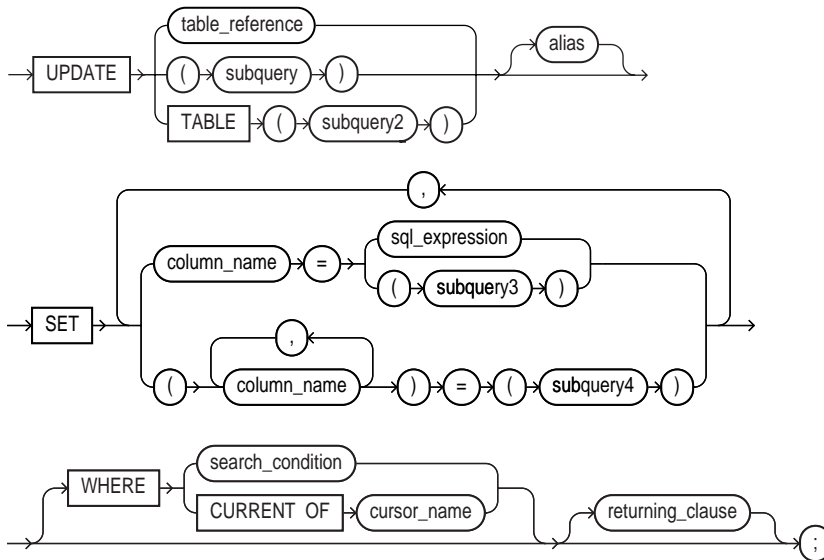 table_reference
alias
UPDATE ( subquery )
TABLE ( subquery2 )
,
column_name = sql_expression
( subquery3 )
SET
,
( column_name ) = ( subquery4 )
search_condition
WHERE
CURRENT OF cursor_name
returning_clause
;